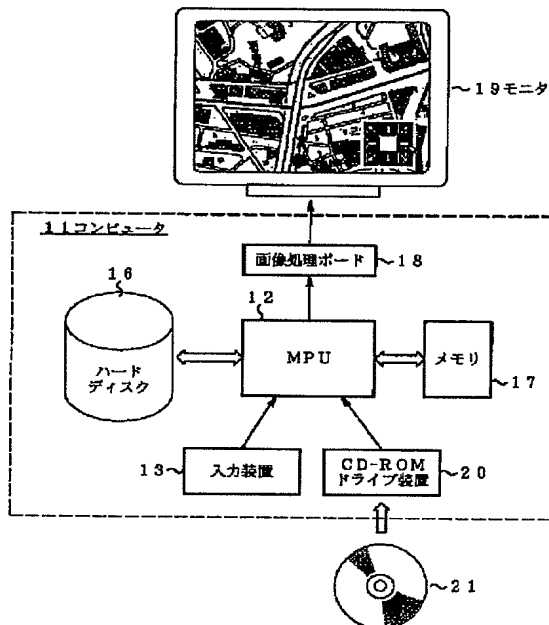 19モニタ
11コンピュータ
画像処理ボード
18
16
12
ハード
ディスク
MPU
メモリ
17
13
入力装置
CD-ROM
ドライブ装置
20
21